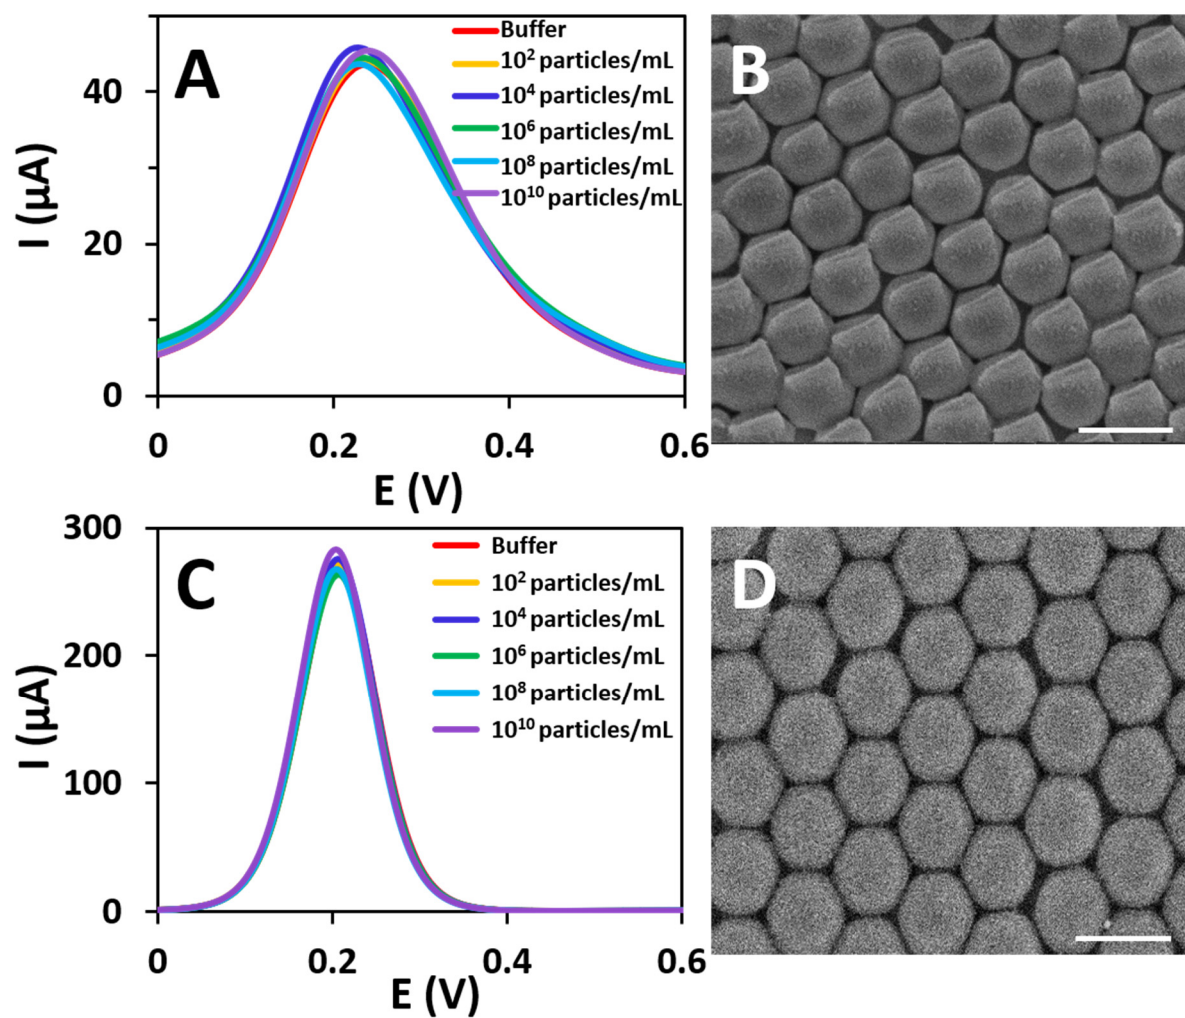 A
Buffer
10² particles/mL
10⁴ particles/mL
10⁶ particles/mL
10⁸ particles/mL
10¹⁰ particles/mL
I (µA)
40
20
0
0 0.2 0.4 0.6
E (V)
B
C
Buffer
10² particles/mL
10⁴ particles/mL
10⁶ particles/mL
10⁸ particles/mL
10¹⁰ particles/mL
I (µA)
300
200
100
0
0 0.2 0.4 0.6
E (V)
D